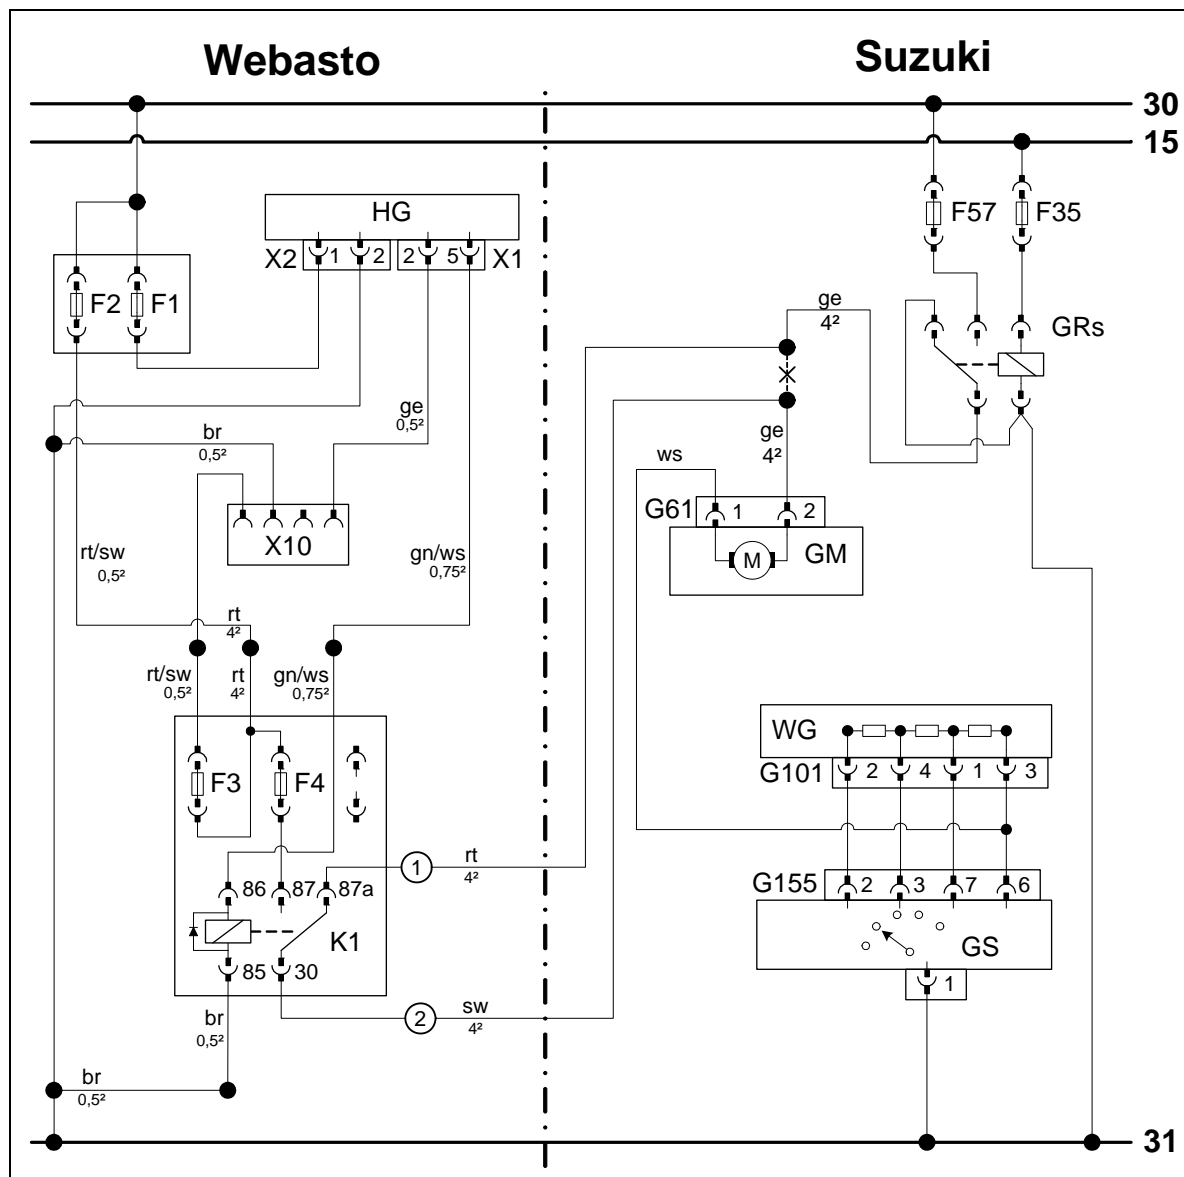 Webasto
Suzuki
30
15
HG
F57
F35
X2
1
2
2
5
X1
F2
F1
ge
4²
GRs
ge
0,5²
br
0,5²
ge
4²
ws
G61
1
2
X10
M
GM
rt/sw
0,5²
gn/ws
0,75²
rt
4²
rt/sw
0,5²
rt
4²
gn/ws
0,75²
WG
F3
F4
G101
2
4
1
3
1
rt
4²
86
87
87a
G155
2
3
7
6
K1
GS
85
30
1
br
0,5²
2
sw
4²
br
0,5²
31